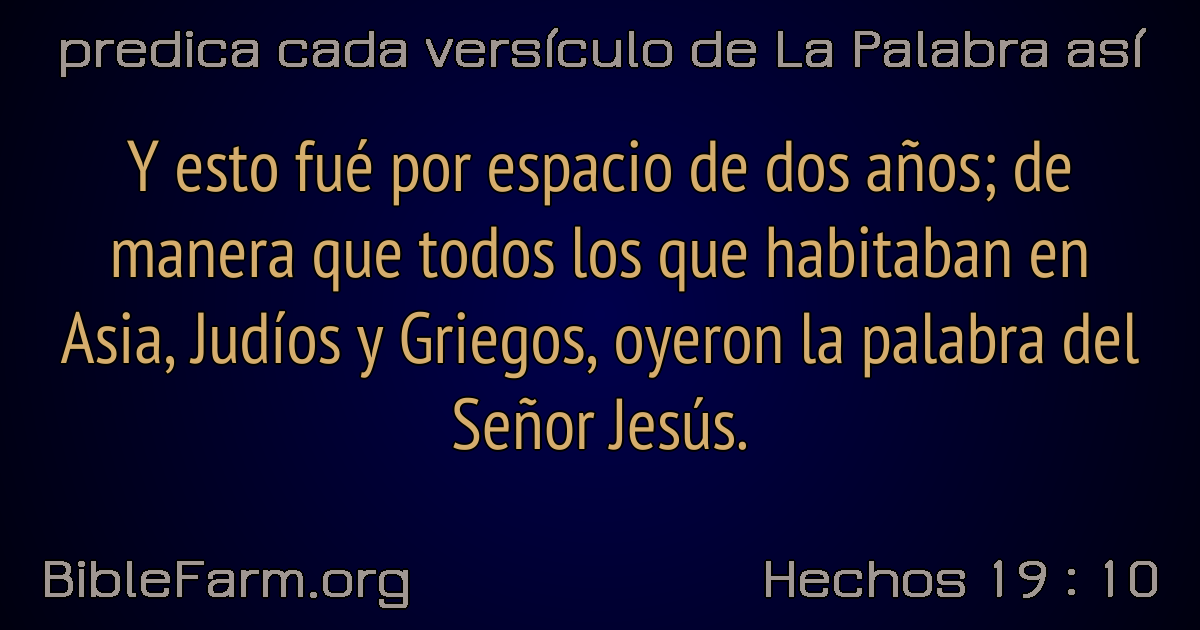 predica cada versículo de La Palabra así
Y esto fué por espacio de dos años; de
manera que todos los que habitaban en
Asia, Judíos y Griegos, oyeron la palabra del
Señor Jesús.
BibleFarm.org
Hechos 19 : 10